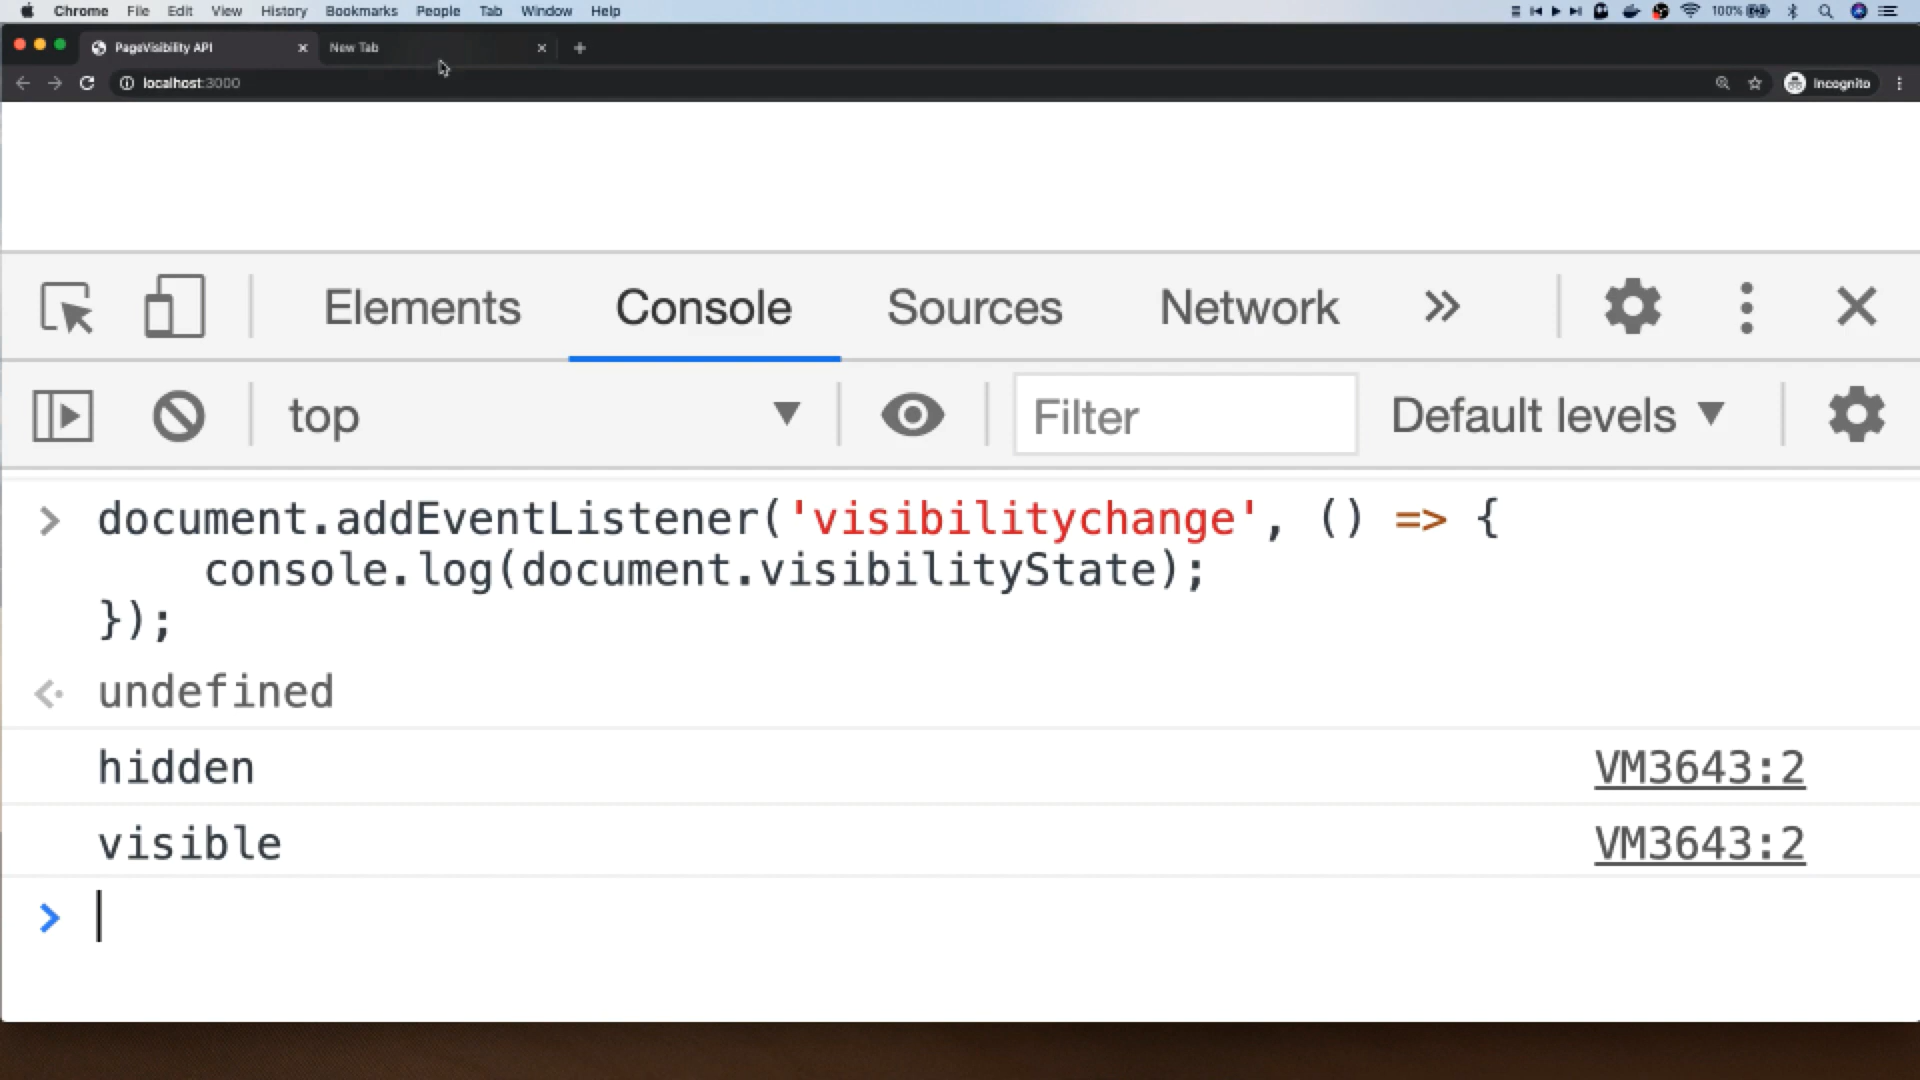 Chrome File Edit View History Bookmarks People Tab Window Help 100%
PageVisibility API New Tab
localhost:3000 Incognito
Elements Console Sources Network
top Filter Default levels
document.addEventListener('visibilitychange', () => {
console.log(document.visibilityState);
});
undefined
hidden VM3643:2
visible VM3643:2